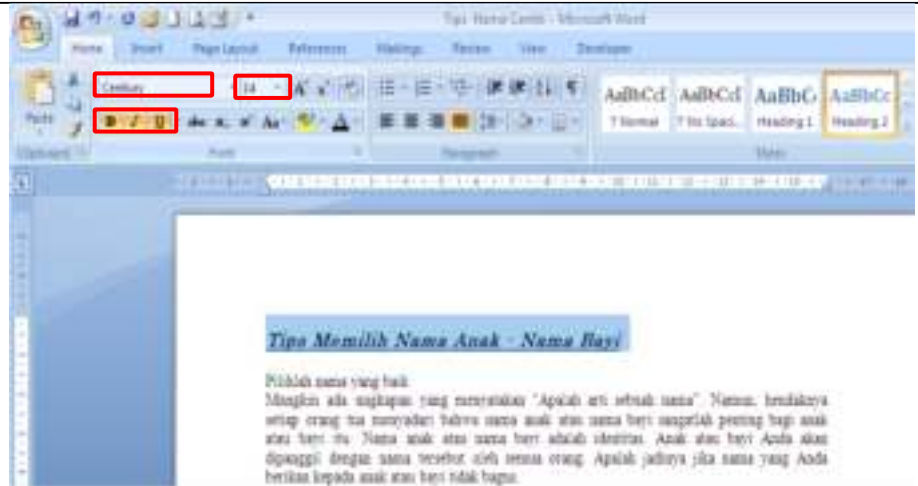 Tips Nama Cantik - Microsoft Word
Home Insert Page Layout References Mailings Review View Developer
Century 14
Paste B I U
AaBbCcI AaBbCcI AaBbC AaBbCc
¶ Normal ¶ No Spaci... Heading 1 Heading 2
Clipboard Font Paragraph Styles
Tips Memilih Nama Anak - Nama Bayi
Pilihlah nama yang baik
Mungkin ada ungkapan yang menyatakan "Apalah arti sebuah nama". Namun, hendaknya
setiap orang tua menyadari bahwa nama anak atau nama bayi sangatlah penting bagi anak
atau bayi itu. Nama anak atau nama bayi adalah identitas. Anak atau bayi Anda akan
dipanggil dengan nama tersebut oleh semua orang. Apalah jadinya jika nama yang Anda
berikan kepada anak atau bayi tidak bagus.